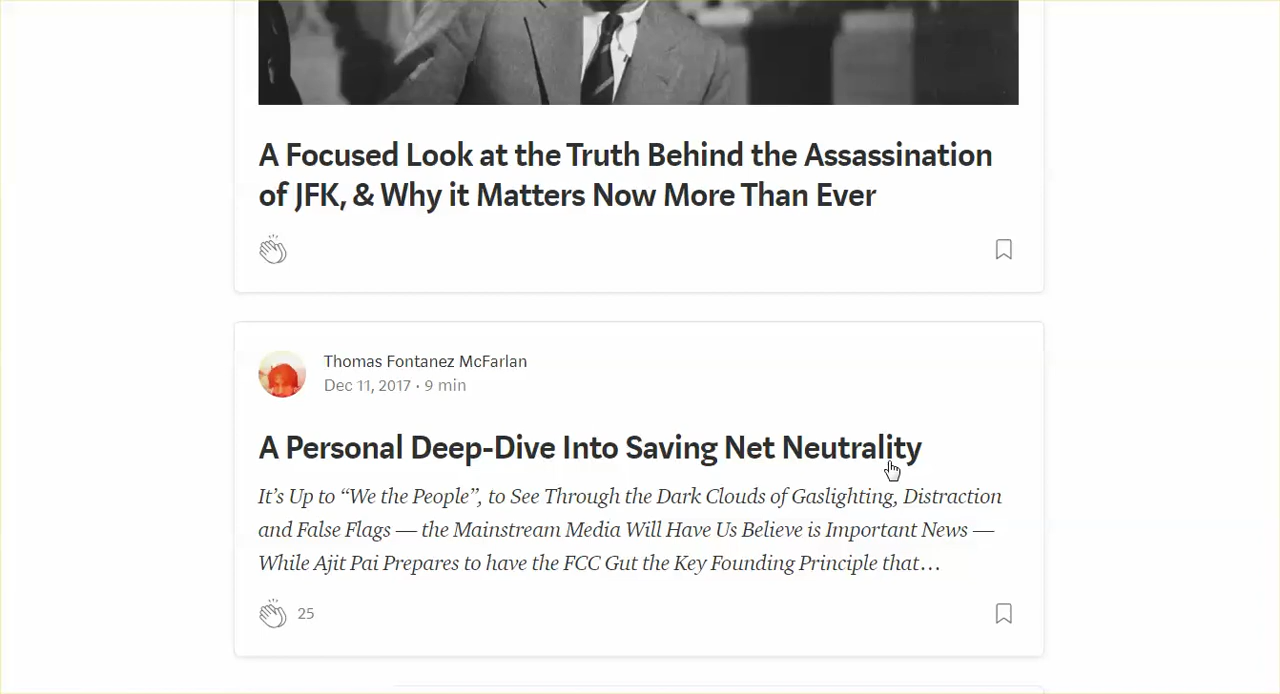 A Focused Look at the Truth Behind the Assassination
of JFK, & Why it Matters Now More Than Ever
Thomas Fontanez McFarlan
Dec 11, 2017 · 9 min
A Personal Deep-Dive Into Saving Net Neutrality
It’s Up to “We the People”, to See Through the Dark Clouds of Gaslighting, Distraction
and False Flags — the Mainstream Media Will Have Us Believe is Important News —
While Ajit Pai Prepares to have the FCC Gut the Key Founding Principle that…
25